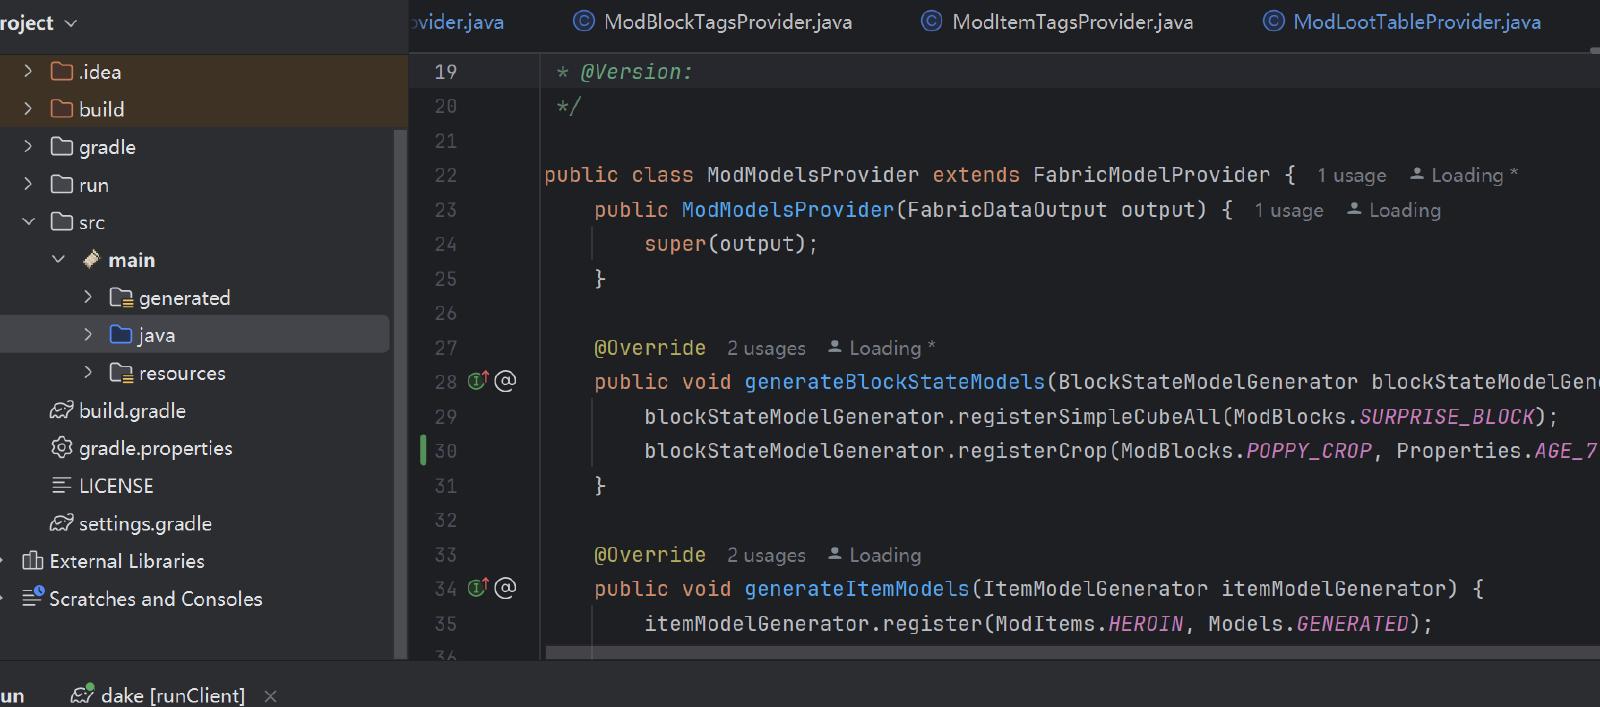 roject
.idea
build
gradle
run
src
main
generated
java
resources
build.gradle
gradle.properties
LICENSE
settings.gradle
External Libraries
Scratches and Consoles
ovider.java ModBlockTagsProvider.java ModItemTagsProvider.java ModLootTableProvider.java
19 * @Version:
20 */
21
22 public class ModModelsProvider extends FabricModelProvider { 1 usage Loading *
23 public ModModelsProvider(FabricDataOutput output) { 1 usage Loading
24 super(output);
25 }
26
27 @Override 2 usages Loading *
28 public void generateBlockStateModels(BlockStateModelGenerator blockStateModelGen
29 blockStateModelGenerator.registerSimpleCubeAll(ModBlocks.SURPRISE_BLOCK);
30 blockStateModelGenerator.registerCrop(ModBlocks.POPPY_CROP, Properties.AGE_7
31 }
32
33 @Override 2 usages Loading
34 public void generateItemModels(ItemModelGenerator itemModelGenerator) {
35 itemModelGenerator.register(ModItems.HEROIN, Models.GENERATED);
36
un dake [runClient]